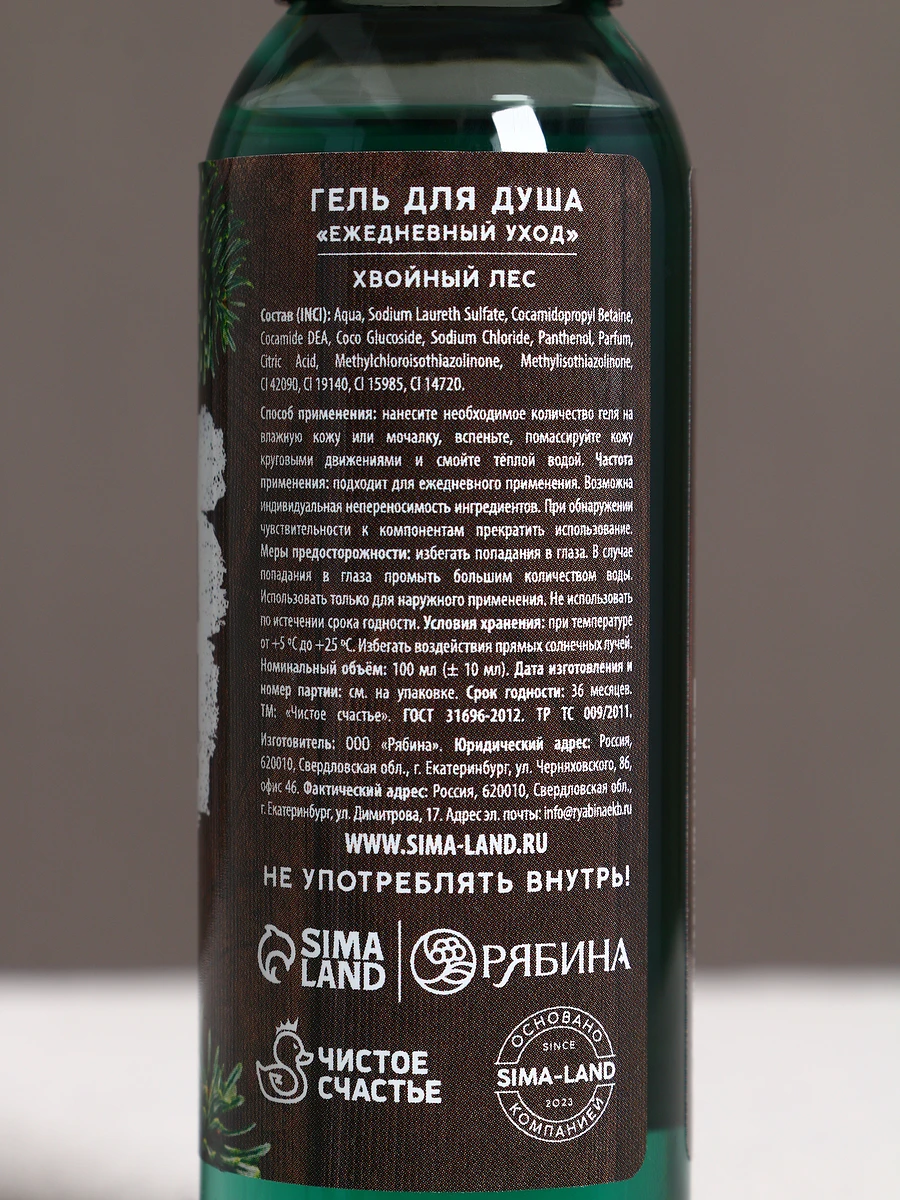 ГЕЛЬ ДЛЯ ДУША
«ЕЖЕДНЕВНЫЙ УХОД»
ХВОЙНЫЙ ЛЕС
Состав (INCI): Aqua, Sodium Laureth Sulfate, Cocamidopropyl Betaine,
Cocamide DEA, Coco Glucoside, Sodium Chloride, Panthenol, Parfum,
Citric Acid, Methylchloroisothiazolinone, Methylisothiazolinone,
CI 42090, CI 19140, CI 15985, CI 14720.
Способ применения: нанесите необходимое количество геля на
влажную кожу или мочалку, вспеньте, помассируйте кожу
круговыми движениями и смойте тёплой водой. Частота
применения: подходит для ежедневного применения. Возможна
индивидуальная непереносимость ингредиентов. При обнаружении
чувствительности к компонентам прекратить использование.
Меры предосторожности: избегать попадания в глаза. В случае
попадания в глаза промыть большим количеством воды.
Использовать только для наружного применения. Не использовать
по истечении срока годности. Условия хранения: при температуре
от +5 °С до +25 °С. Избегать воздействия прямых солнечных лучей.
Номинальный объём: 100 мл (± 10 мл). Дата изготовления и
номер партии: см. на упаковке. Срок годности: 36 месяцев.
ТМ: «Чистое счастье». ГОСТ 31696-2012. ТР ТС 009/2011.
Изготовитель: ООО «Рябина». Юридический адрес: Россия,
620010, Свердловская обл., г. Екатеринбург, ул. Черняховского, 86,
офис 46. Фактический адрес: Россия, 620010, Свердловская обл.,
г. Екатеринбург, ул. Димитрова, 17. Адрес эл. почты: info@ryabinaekb.ru
WWW.SIMA-LAND.RU
НЕ УПОТРЕБЛЯТЬ ВНУТРЬ!
SIMA
LAND
РЯБИНА
ЧИСТОЕ
СЧАСТЬЕ
ОСНОВАНО
SINCE
SIMA-LAND
2023
КОМПАНИЕЙ